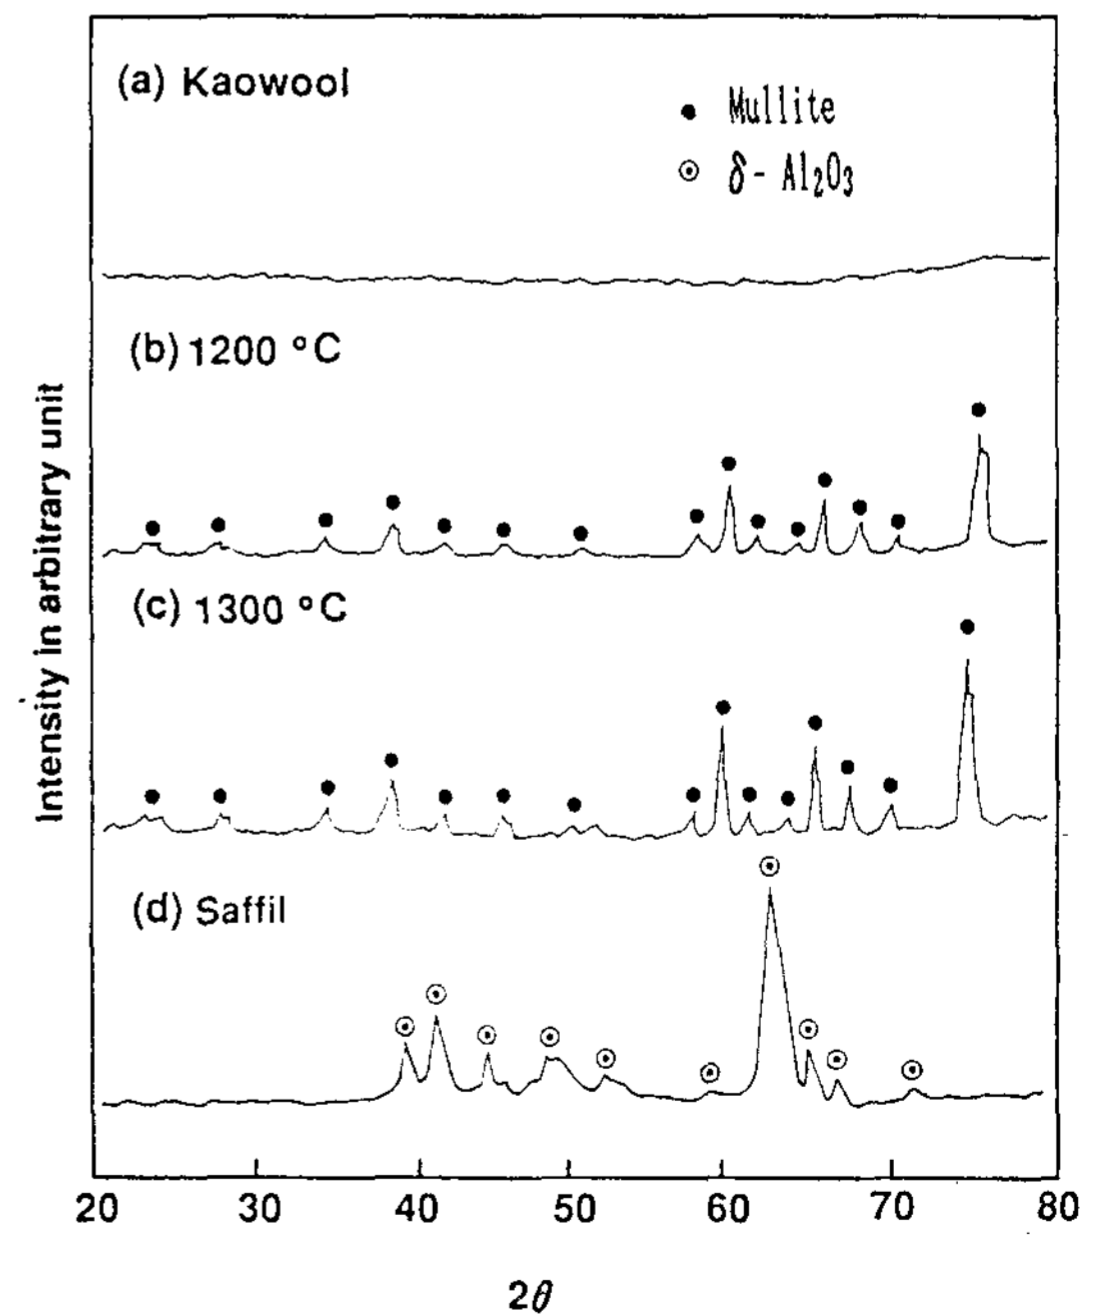 (a) Kaowool
● Mullite
⊙ δ- Al₂O₃
(b) 1200 °C
(c) 1300 °C
(d) Saffil
Intensity in arbitrary unit
20 30 40 50 60 70 80
2θ